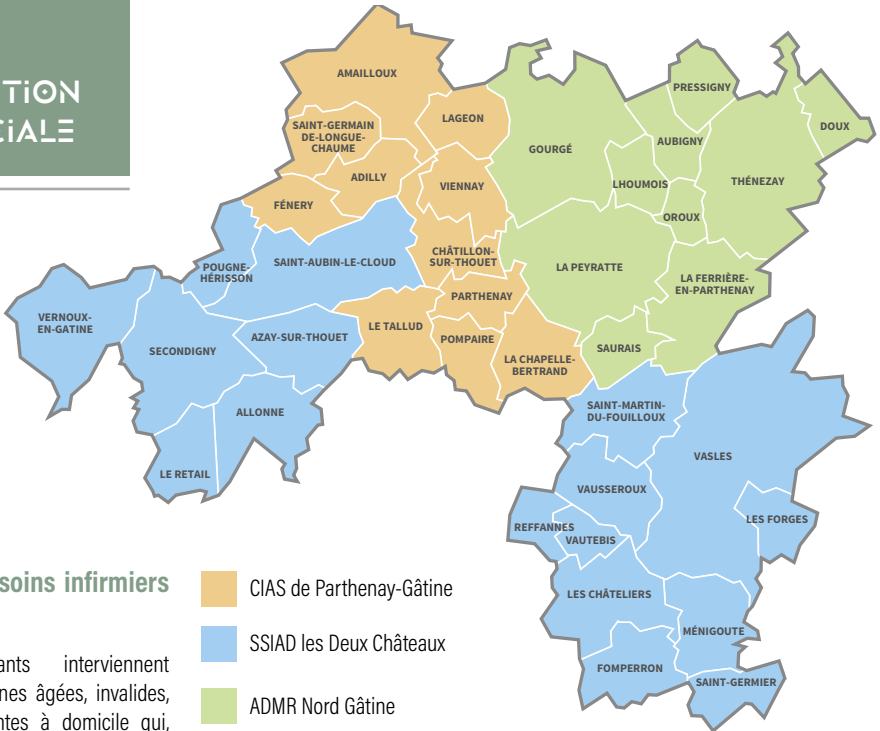 TION
CIALE
AMAILLOUX
SAINT-GERMAIN
DE-LONGUE-
CHAUME
LAGEON
ADILLY
VIENNAY
FÉNERY
CHÂTILLON-
SUR-THOUET
PARTHENAY
LE TALLUD
POMPAIRE
LA CHAPELLE-
BERTRAND
GOURGÉ
PRESSIGNY
DOUX
AUBIGNY
LHOUMOIS
THÉNEZAY
OROUX
LA PEYRATTE
LA FERRIÈRE-
EN-PARTHENAY
SAURAIS
POUGNE-
HÉRISSON
SAINT-AUBIN-LE-CLOUD
VERNOUX-
EN-GATINE
SECONDIGNY
AZAY-SUR-THOUET
ALLONNE
LE RETAIL
SAINT-MARTIN-
DU-FOUILLOUX
VASLES
VAUSSEROUX
LES FORGES
REFFANNES
VAUTEBIS
LES CHÂTELIERS
MÉNIGOUTE
FOMPERRON
SAINT-GERMIER
soins infirmiers
ants interviennent
nes âgées, invalides,
ntes à domicile qui,
CIAS de Parthenay-Gâtine
SSIAD les Deux Châteaux
ADMR Nord Gâtine